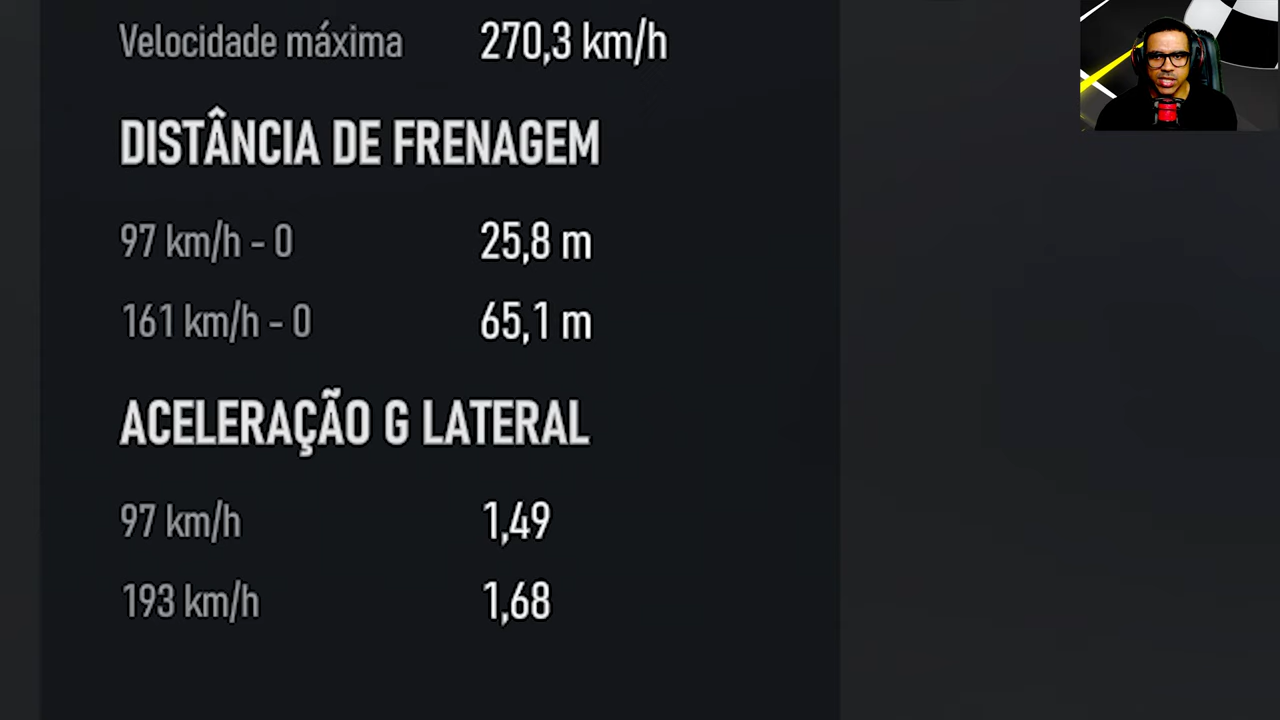 Velocidade máxima 270,3 km/h
DISTÂNCIA DE FRENAGEM
97 km/h - 0 25,8 m
161 km/h - 0 65,1 m
ACELERAÇÃO G LATERAL
97 km/h 1,49
193 km/h 1,68